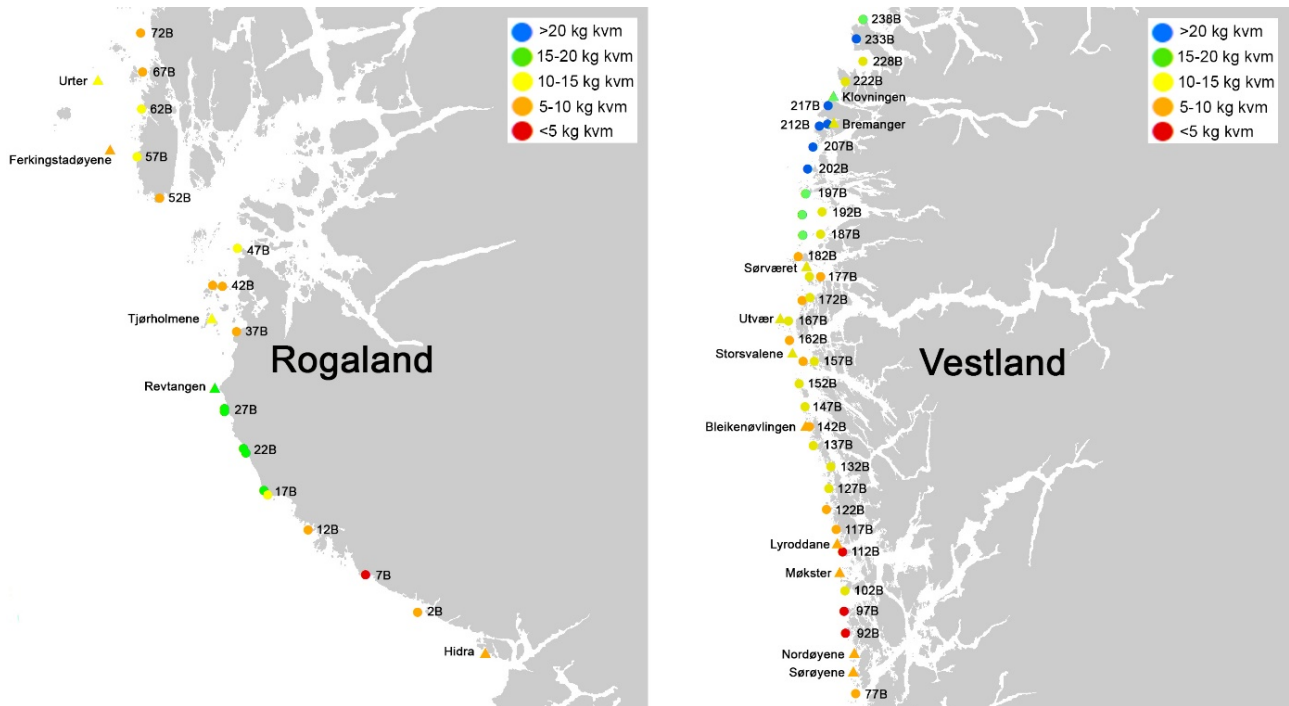 >20 kg kvm
15-20 kg kvm
10-15 kg kvm
5-10 kg kvm
<5 kg kvm
72B
67B
Urter
62B
Ferkingstadøyene
57B
52B
47B
42B
Tjørholmene
37B
Rogaland
Revtangen
27B
22B
17B
12B
7B
2B
Hidra
>20 kg kvm
15-20 kg kvm
10-15 kg kvm
5-10 kg kvm
<5 kg kvm
238B
233B
228B
222B
Klovningen
217B
212B
Bremanger
207B
202B
197B
192B
187B
182B
Sørværet
177B
172B
Utvær
167B
162B
Storsvalene
157B
Vestland
152B
147B
Bleikenøvlingen
142B
137B
132B
127B
122B
117B
Lyroddane
112B
Møkster
102B
97B
92B
Nordøyene
Sørøyene
77B